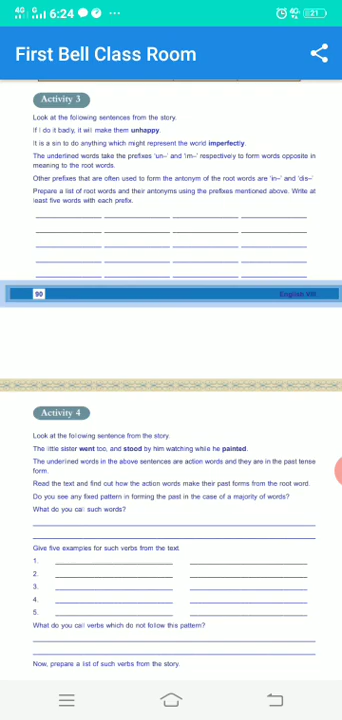 4G G 6:24 ... 4G 21
First Bell Class Room
Activity 3
Look at the following sentences from the story.
If I do it badly, it will make them unhappy.
It is a sin to do anything which might represent the world imperfectly.
The underlined words take the prefixes 'un–' and 'im–' respectively to form words opposite in
meaning to the root words.
Other prefixes that are often used to form the antonym of the root words are 'in–' and 'dis–'
Prepare a list of root words and their antonyms using the prefixes mentioned above. Write at
least five words with each prefix.
90 English VIII
Activity 4
Look at the following sentence from the story.
The little sister went too, and stood by him watching while he painted.
The underlined words in the above sentences are action words and they are in the past tense
form.
Read the text and find out how the action words make their past forms from the root word.
Do you see any fixed pattern in forming the past in the case of a majority of words?
What do you call such words?
Give five examples for such verbs from the text
1.
2.
3.
4.
5.
What do you call verbs which do not follow this pattern?
Now, prepare a list of such verbs from the story.